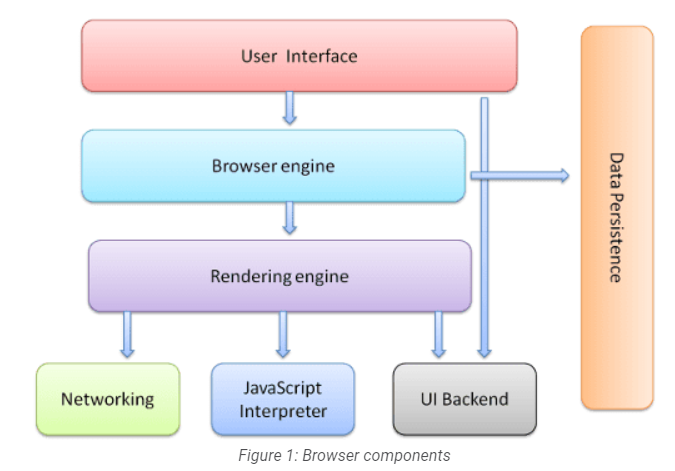 User Interface
Browser engine
Rendering engine
Networking
JavaScript
Interpreter
UI Backend
Data Persistence
Figure 1: Browser components